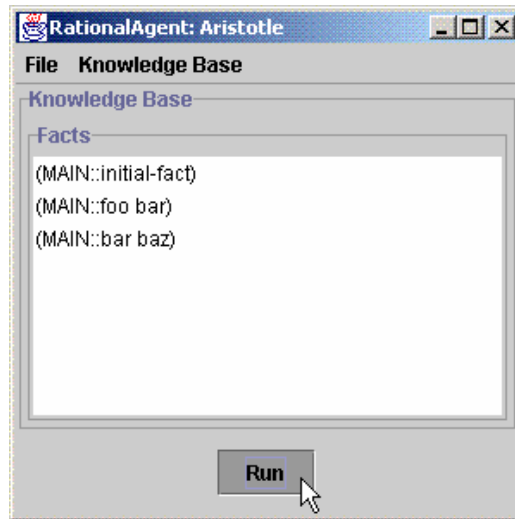 RationalAgent: Aristotle
File Knowledge Base
Knowledge Base
Facts
(MAIN::initial-fact)
(MAIN::foo bar)
(MAIN::bar baz)
Run